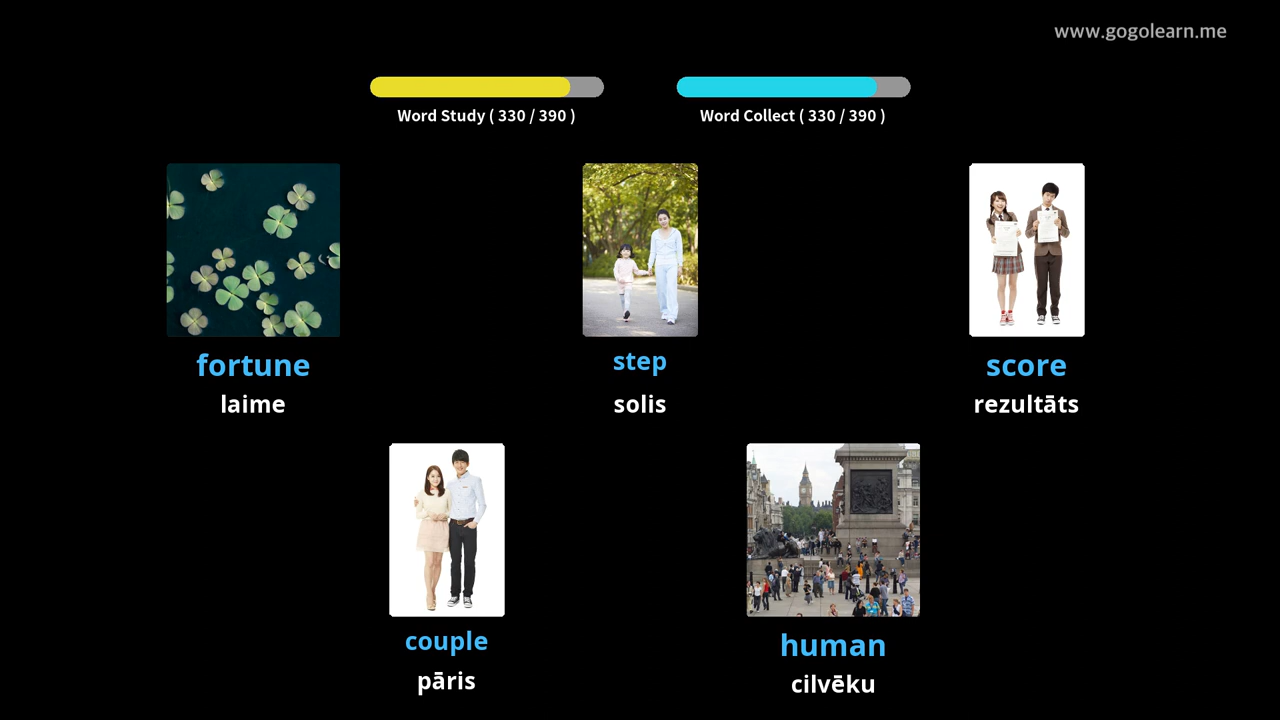 www.gogolearn.me
Word Study ( 330 / 390 )
Word Collect ( 330 / 390 )
fortune
laime
step
solis
score
rezultāts
couple
pāris
human
cilvēku